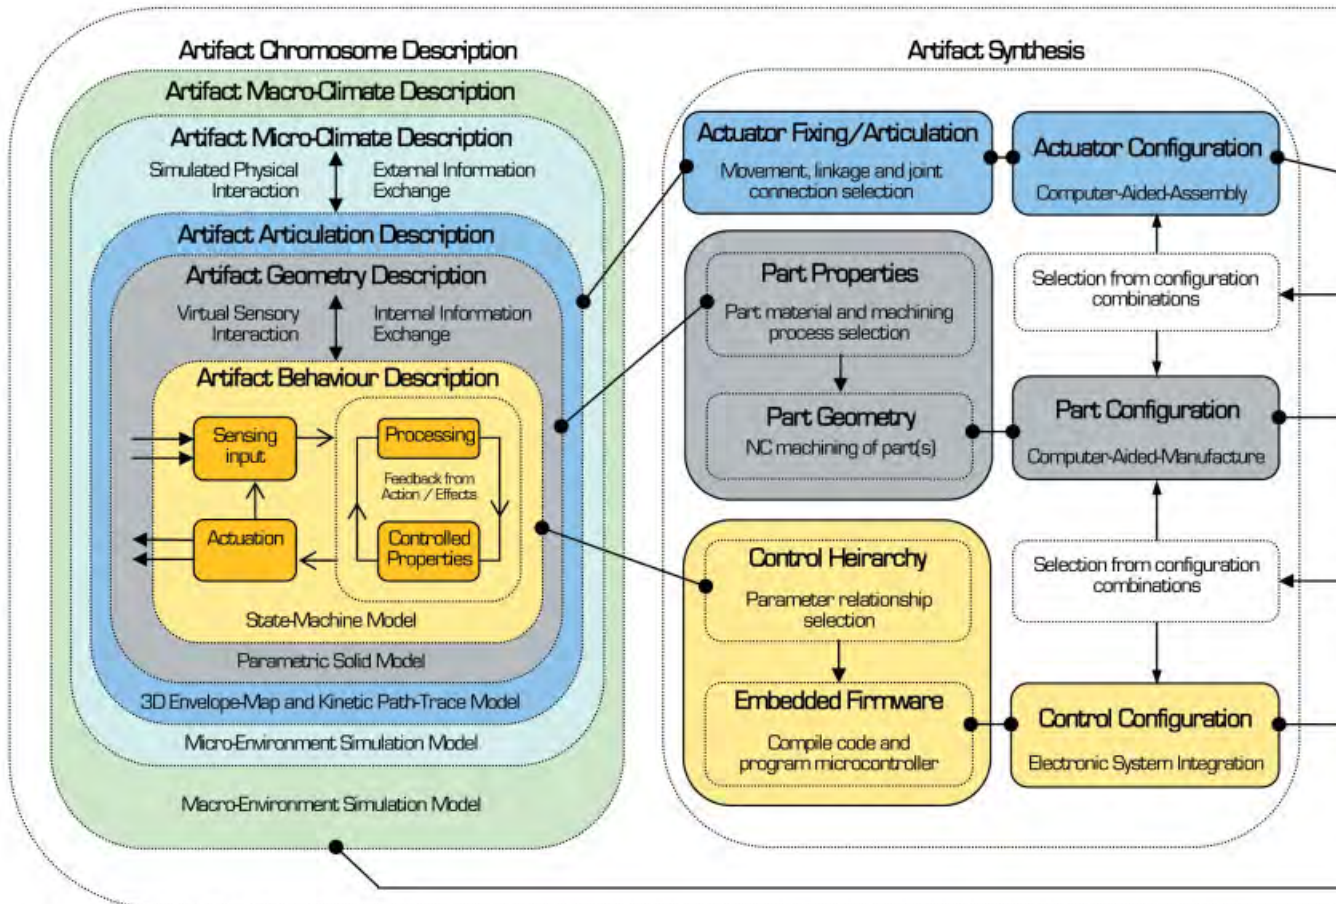 Artifact Chromosome Description
Artifact Macro-Climate Description
Artifact Micro-Climate Description
Simulated Physical
Interaction
External Information
Exchange
Artifact Articulation Description
Artifact Geometry Description
Virtual Sensory
Interaction
Internal Information
Exchange
Artifact Behaviour Description
Sensing
input
Processing
Feedback from
Action / Effects
Actuation
Controlled
Properties
State-Machine Model
Parametric Solid Model
3D Envelope-Map and Kinetic Path-Trace Model
Micro-Environment Simulation Model
Macro-Environment Simulation Model
Artifact Synthesis
Actuator Fixing/Articulation
Movement, linkage and joint
connection selection
Actuator Configuration
Computer-Aided-Assembly
Part Properties
Part material and machining
process selection
Selection from configuration
combinations
Part Geometry
NC machining of part(s)
Part Configuration
Computer-Aided-Manufacture
Control Heirarchy
Parameter relationship
selection
Selection from configuration
combinations
Embedded Firmware
Compile code and
program microcontroller
Control Configuration
Electronic System Integration